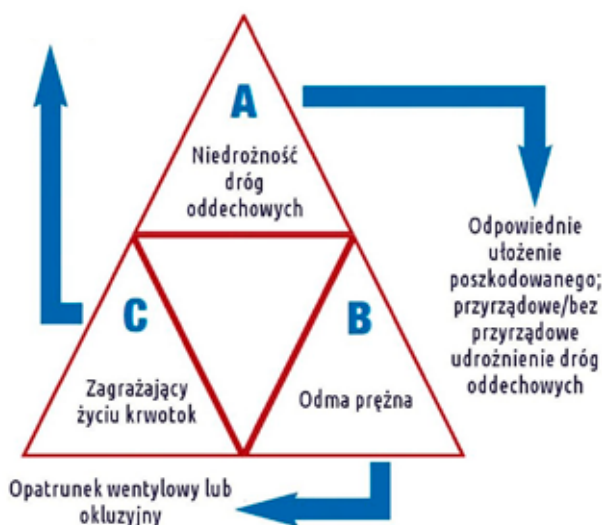 A
Niedrożność
dróg
oddechowych
Odpowiednie
ułożenie
poszkodowanego;
przyrządowe/bez
przyrządowe
udrożnienie dróg
oddechowych
C
Zagrażający
życiu krwotok
B
Odma prężna
Opatrunek wentylowy lub
okluzyjny